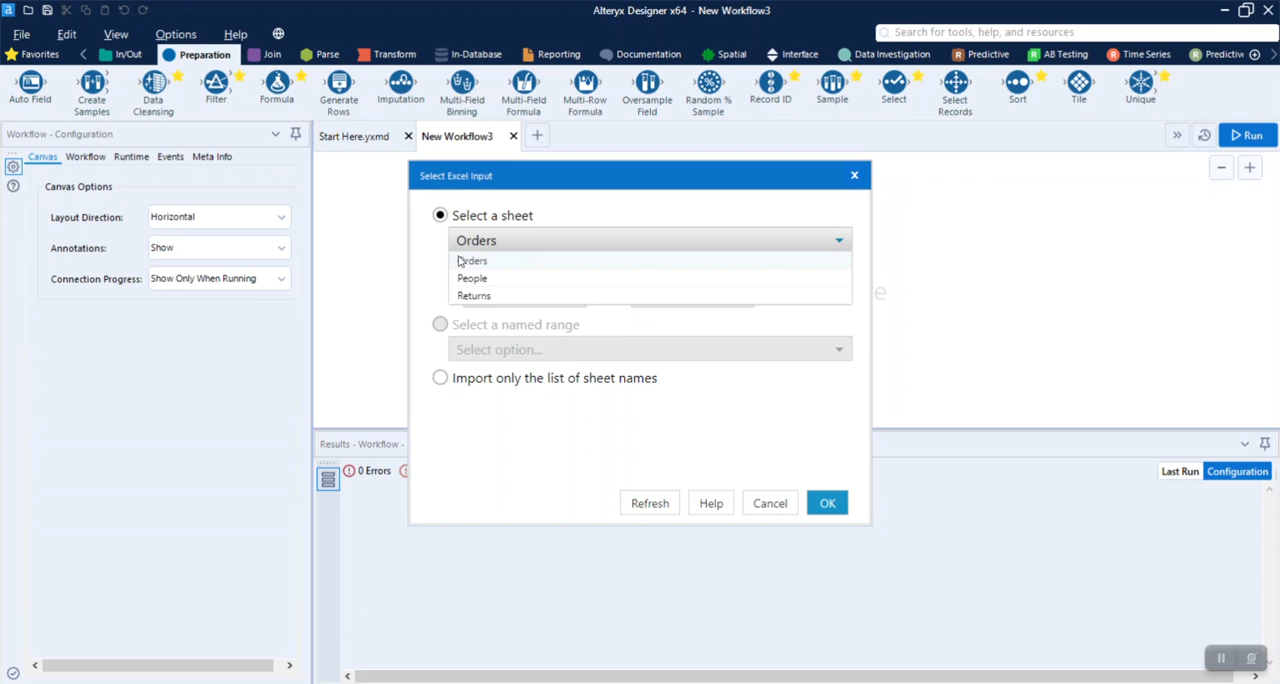 Alteryx Designer x64 - New Workflow3
File Edit View Options Help
Search for tools, help, and resources
Favorites In/Out Preparation Join Parse Transform In-Database Reporting Documentation Spatial Interface Data Investigation Predictive AB Testing Time Series Predictiv
Auto Field
Create Samples
Data Cleansing
Filter
Formula
Generate Rows
Imputation
Multi-Field Binning
Multi-Field Formula
Multi-Row Formula
Oversample Field
Random % Sample
Record ID
Sample
Select
Select Records
Sort
Tile
Unique
Workflow - Configuration
Start Here.yxmd
New Workflow3
Run
Canvas Workflow Runtime Events Meta Info
Canvas Options
Layout Direction: Horizontal
Annotations: Show
Connection Progress: Show Only When Running
Select Excel Input
Select a sheet
Orders
Orders
People
Returns
Select a named range
Select option...
Import only the list of sheet names
Refresh Help Cancel OK
Results - Workflow -
0 Errors
Last Run Configuration